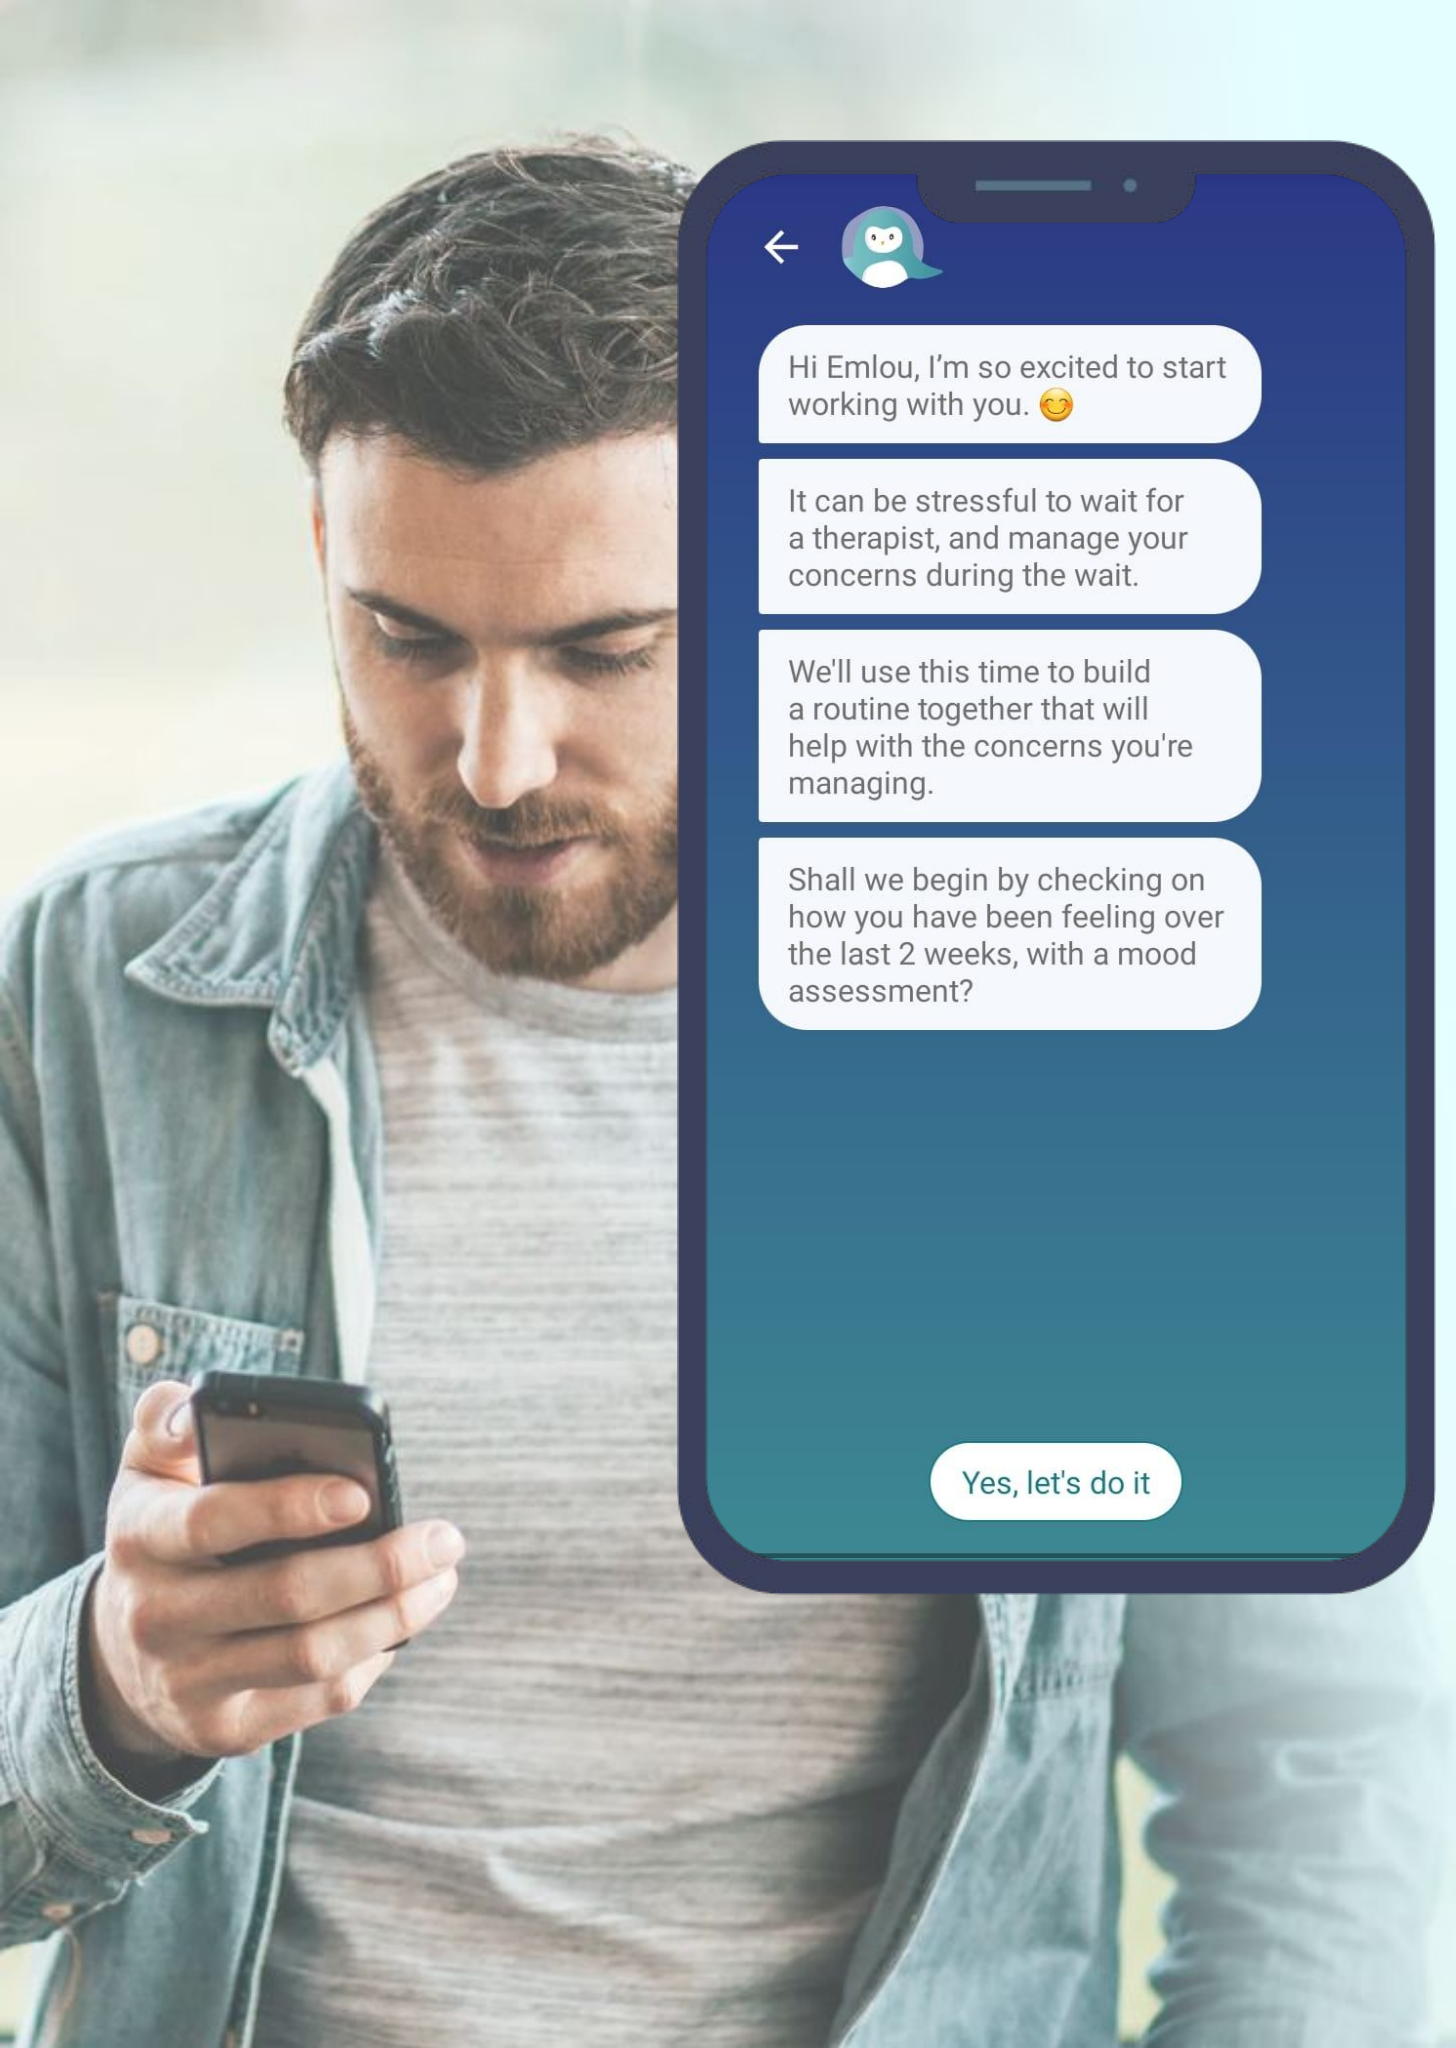 Hi Emlou, I’m so excited to start
working with you. 😊
It can be stressful to wait for
a therapist, and manage your
concerns during the wait.
We'll use this time to build
a routine together that will
help with the concerns you're
managing.
Shall we begin by checking on
how you have been feeling over
the last 2 weeks, with a mood
assessment?
Yes, let's do it